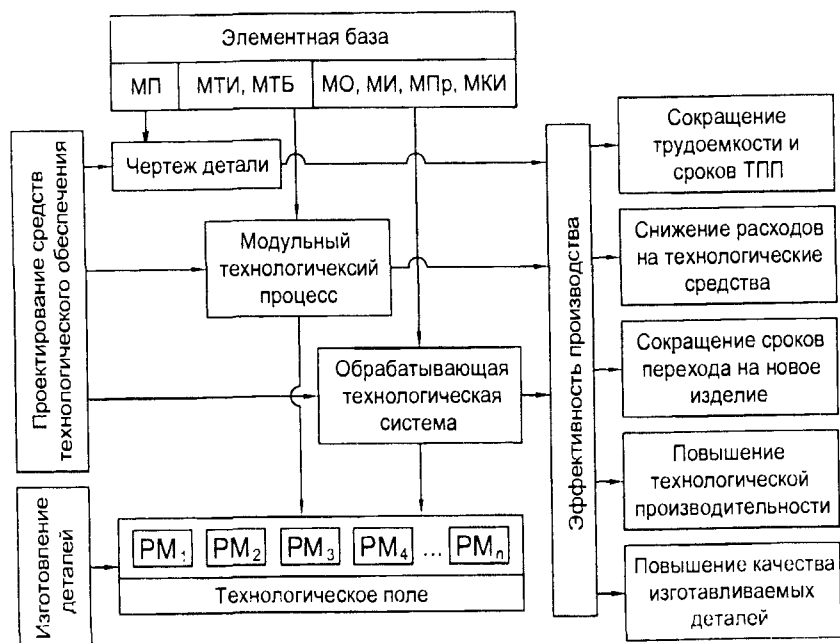 Элементная база
МП
МТИ, МТБ
МО, МИ, МПр, МКИ
Проектирование средств
технологического обеспечения
Чертеж детали
Модульный
технологичексий
процесс
Обрабатывающая
технологическая
система
Изготовление
деталей
РМ1 РМ2 РМ3 РМ4 ... РМn
Технологическое поле
Эффективность производства
Сокращение
трудоемкости и
сроков ТПП
Снижение расходов
на технологические
средства
Сокращение сроков
перехода на новое
изделие
Повышение
технологической
производительности
Повышение качества
изготавливаемых
деталей